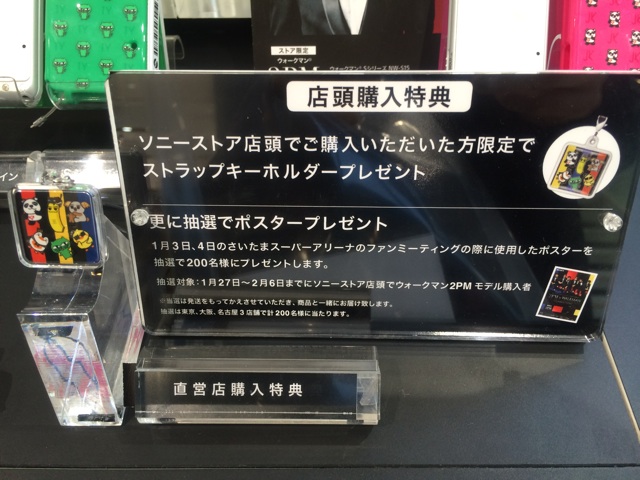 ストア限定
ウォークマン® Sシリーズ NW-S15
店頭購入特典
ソニーストア店頭でご購入いただいた方限定で
ストラップキーホルダープレゼント
イン
更に抽選でポスタープレゼント
1月3日、4日のさいたまスーパーアリーナのファンミーティングの際に使用したポスターを
抽選で200名様にプレゼントします。
抽選対象:1月27日～2月6日までにソニーストア店頭でウォークマン2PM モデル購入者
※当選は発送をもってかえさせていただき、商品と一緒にお届け致します。
抽選は東京、大阪、名古屋3店舗で計200名様に当たります。
直営店購入特典